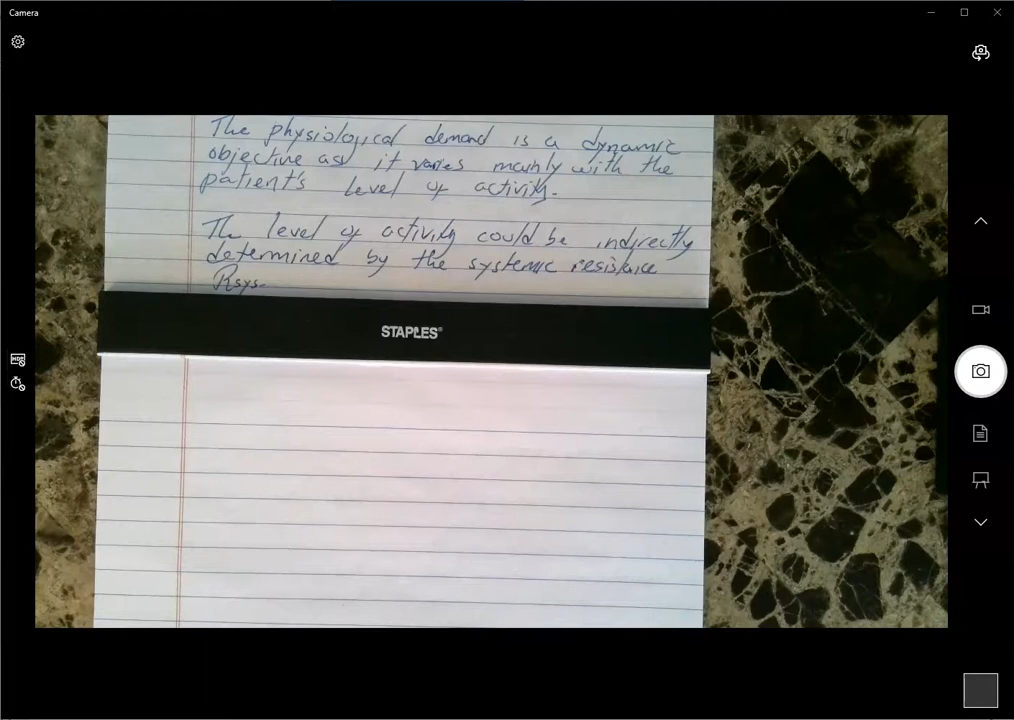 Camera
The physiological demand is a dynamic
objective as it varies mainly with the
patient's level of activity.
The level of activity could be indirectly
determined by the systemic resistance
Rsys.
STAPLES®